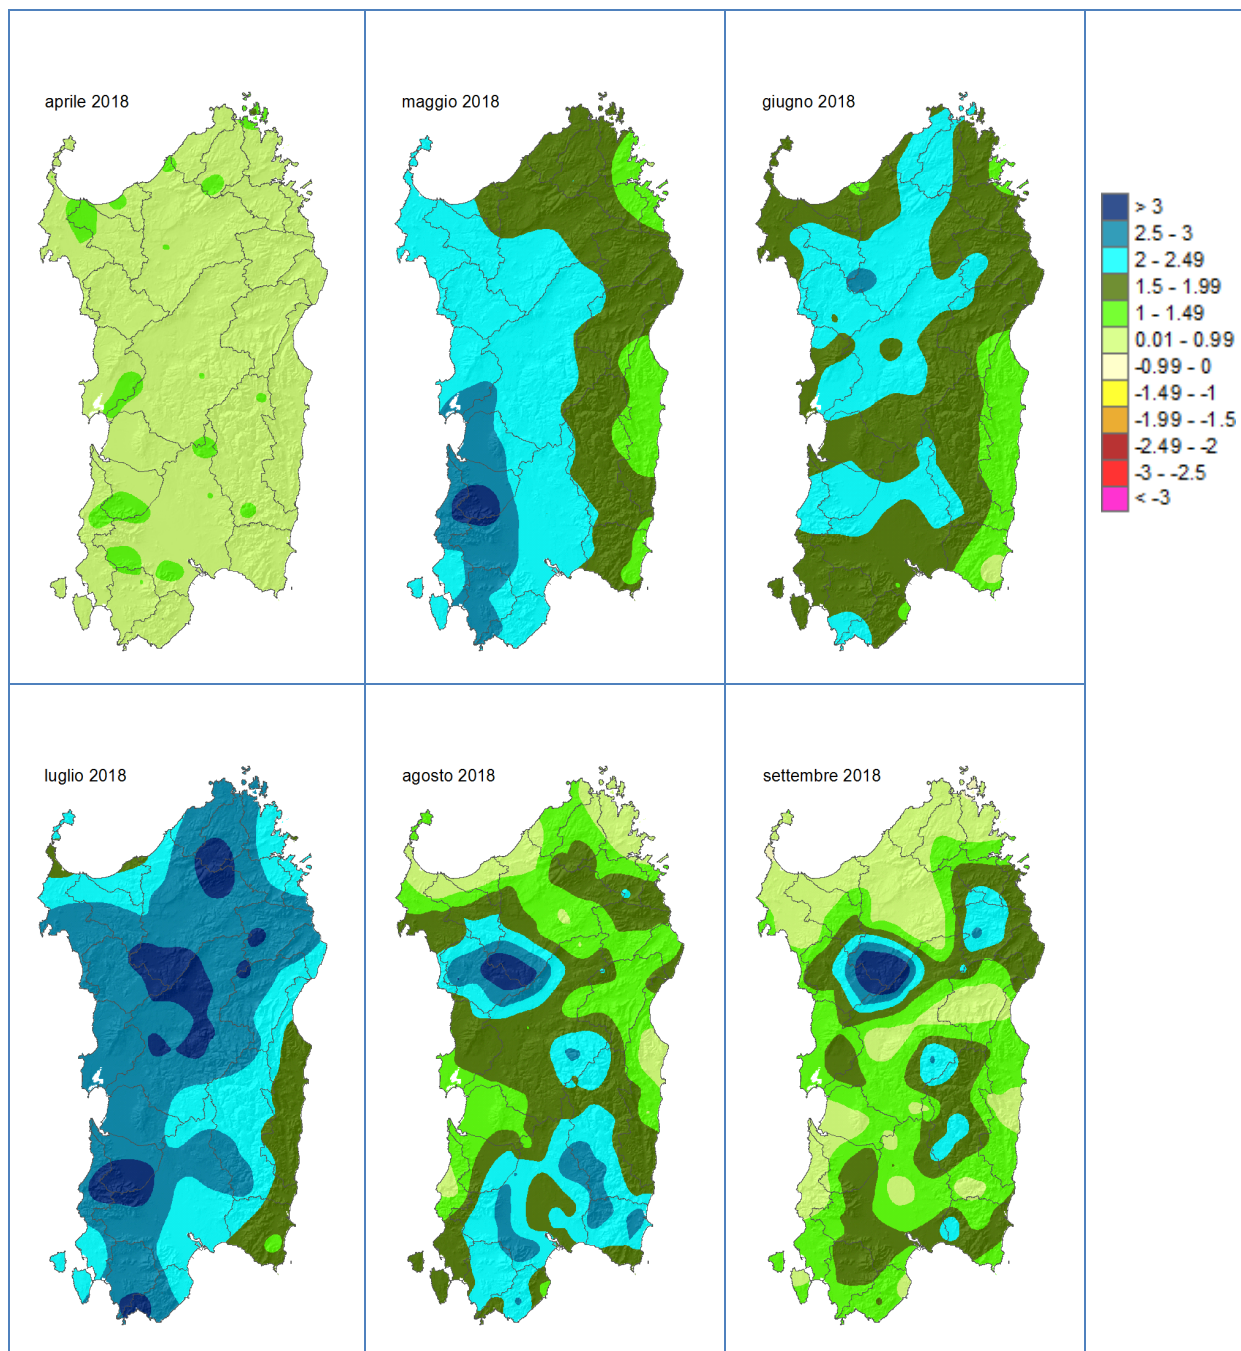 aprile 2018
maggio 2018
giugno 2018
> 3
2.5 - 3
2 - 2.49
1.5 - 1.99
1 - 1.49
0.01 - 0.99
-0.99 - 0
-1.49 - -1
-1.99 - -1.5
-2.49 - -2
-3 - -2.5
< -3
luglio 2018
agosto 2018
settembre 2018